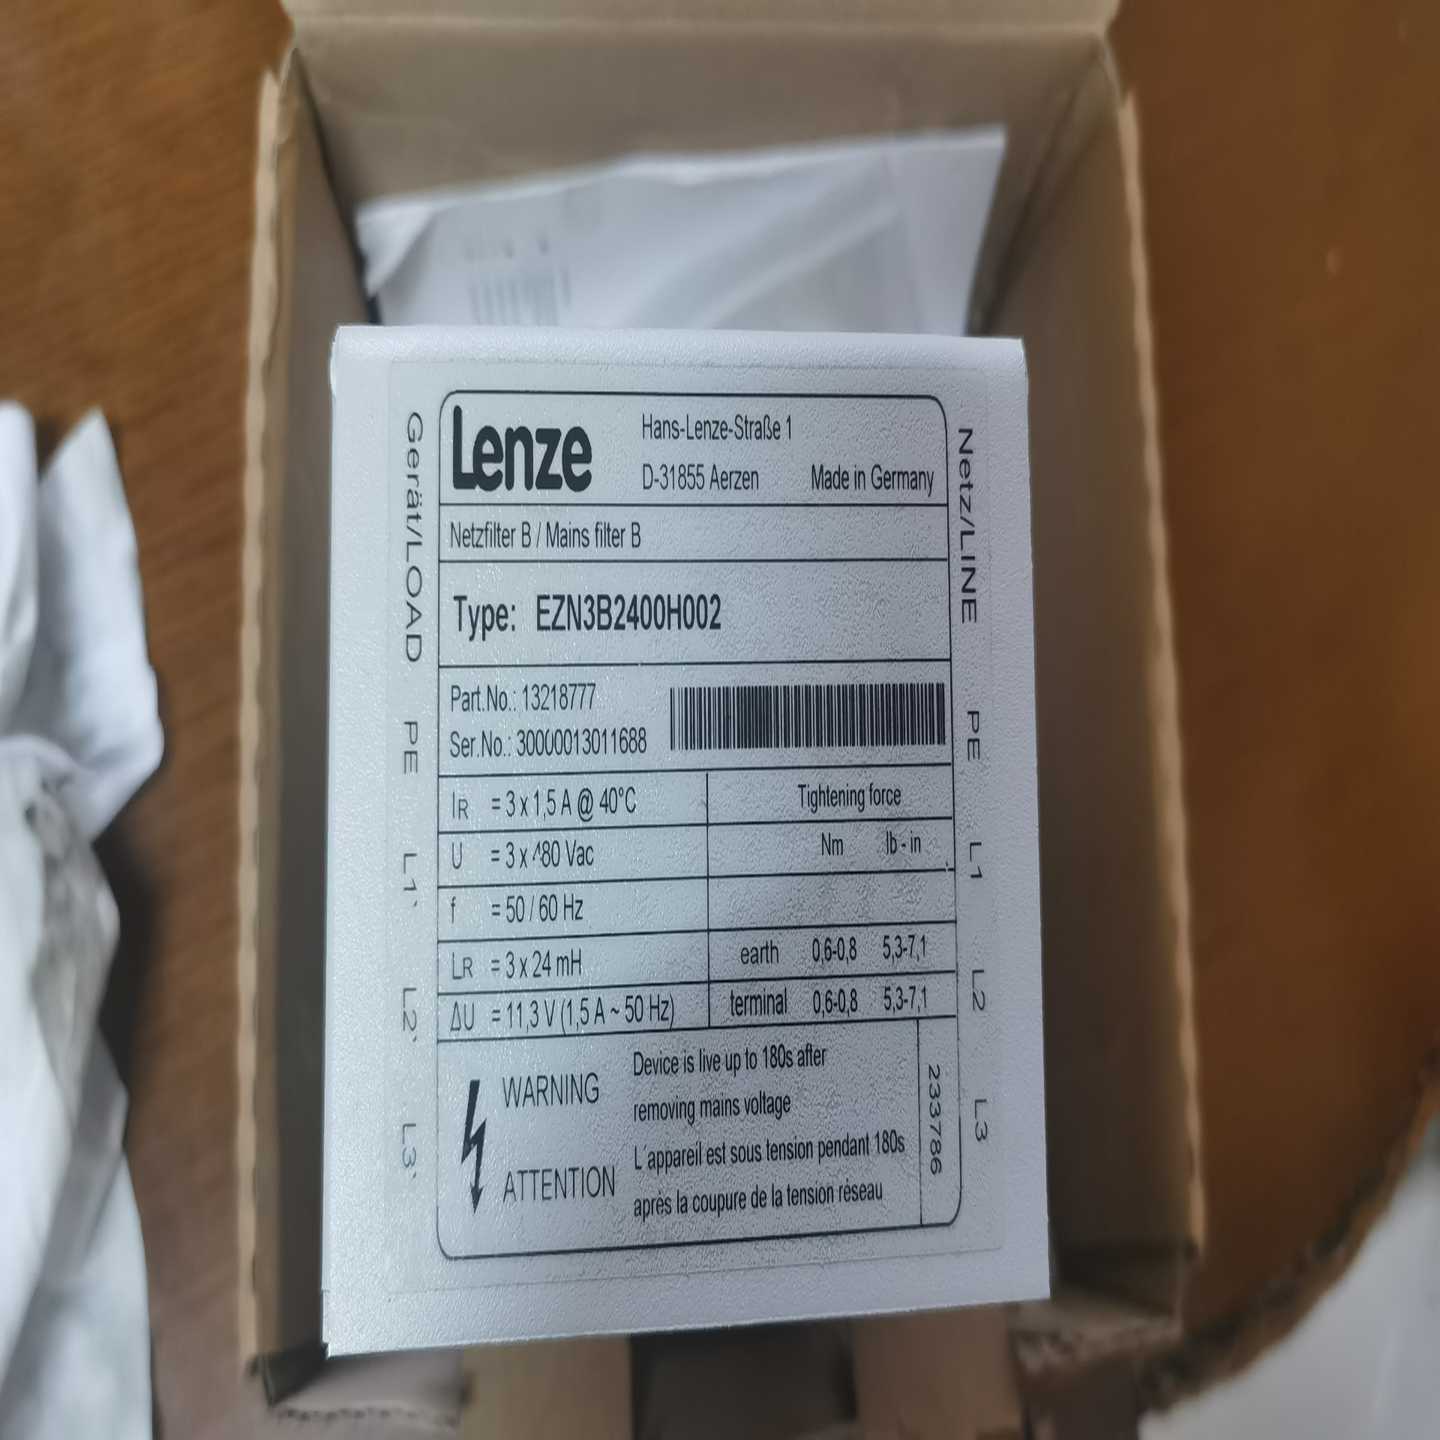 Lenze
Hans-Lenze-Straße 1
D-31855 Aerzen Made in Germany
Netzfilter B / Mains filter B
Type: EZN3B2400H002
Part.No.: 13218777
Ser.No.: 30000013011688
IR = 3 x 1,5 A @ 40°C
Tightening force
U = 3 x 480 Vac
Nm lb - in
f = 50 / 60 Hz
LR = 3 x 24 mH
earth 0,6-0,8 5,3-7,1
ΔU = 11,3 V (1,5 A ~ 50 Hz)
terminal 0,6-0,8 5,3-7,1
WARNING
Device is live up to 180s after
removing mains voltage
ATTENTION
L´appareil est sous tension pendant 180s
après la coupure de la tension réseau
233786
Gerät/LOAD PE L1' L2' L3'
Netz/LINE PE L1 L2 L3